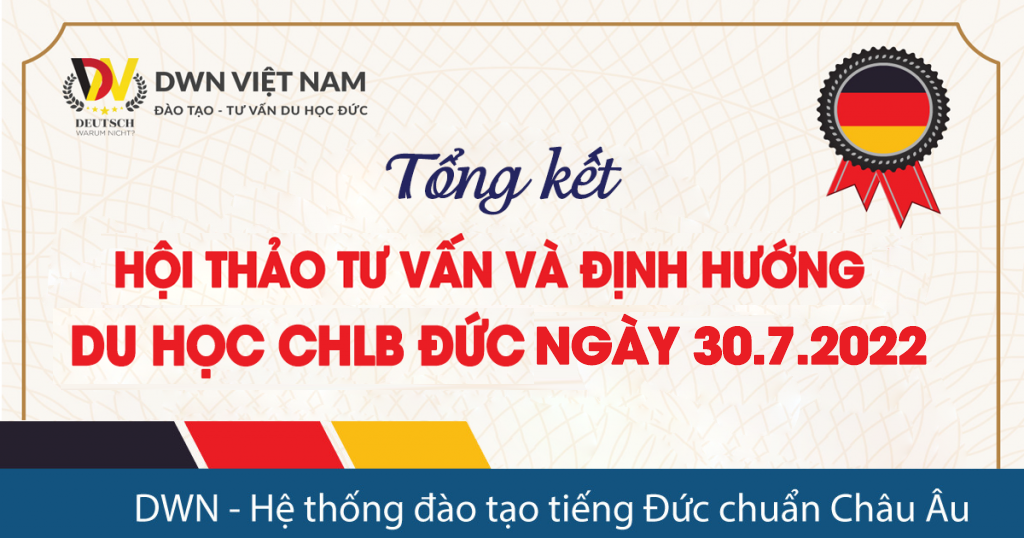 DWN VIỆT NAM
ĐÀO TẠO - TƯ VẤN DU HỌC ĐỨC
DEUTSCH
WARUM NICHT?
Tổng kết
HỘI THẢO TƯ VẤN VÀ ĐỊNH HƯỚNG
DU HỌC CHLB ĐỨC NGÀY 30.7.2022
DWN - Hệ thống đào tạo tiếng Đức chuẩn Châu Âu